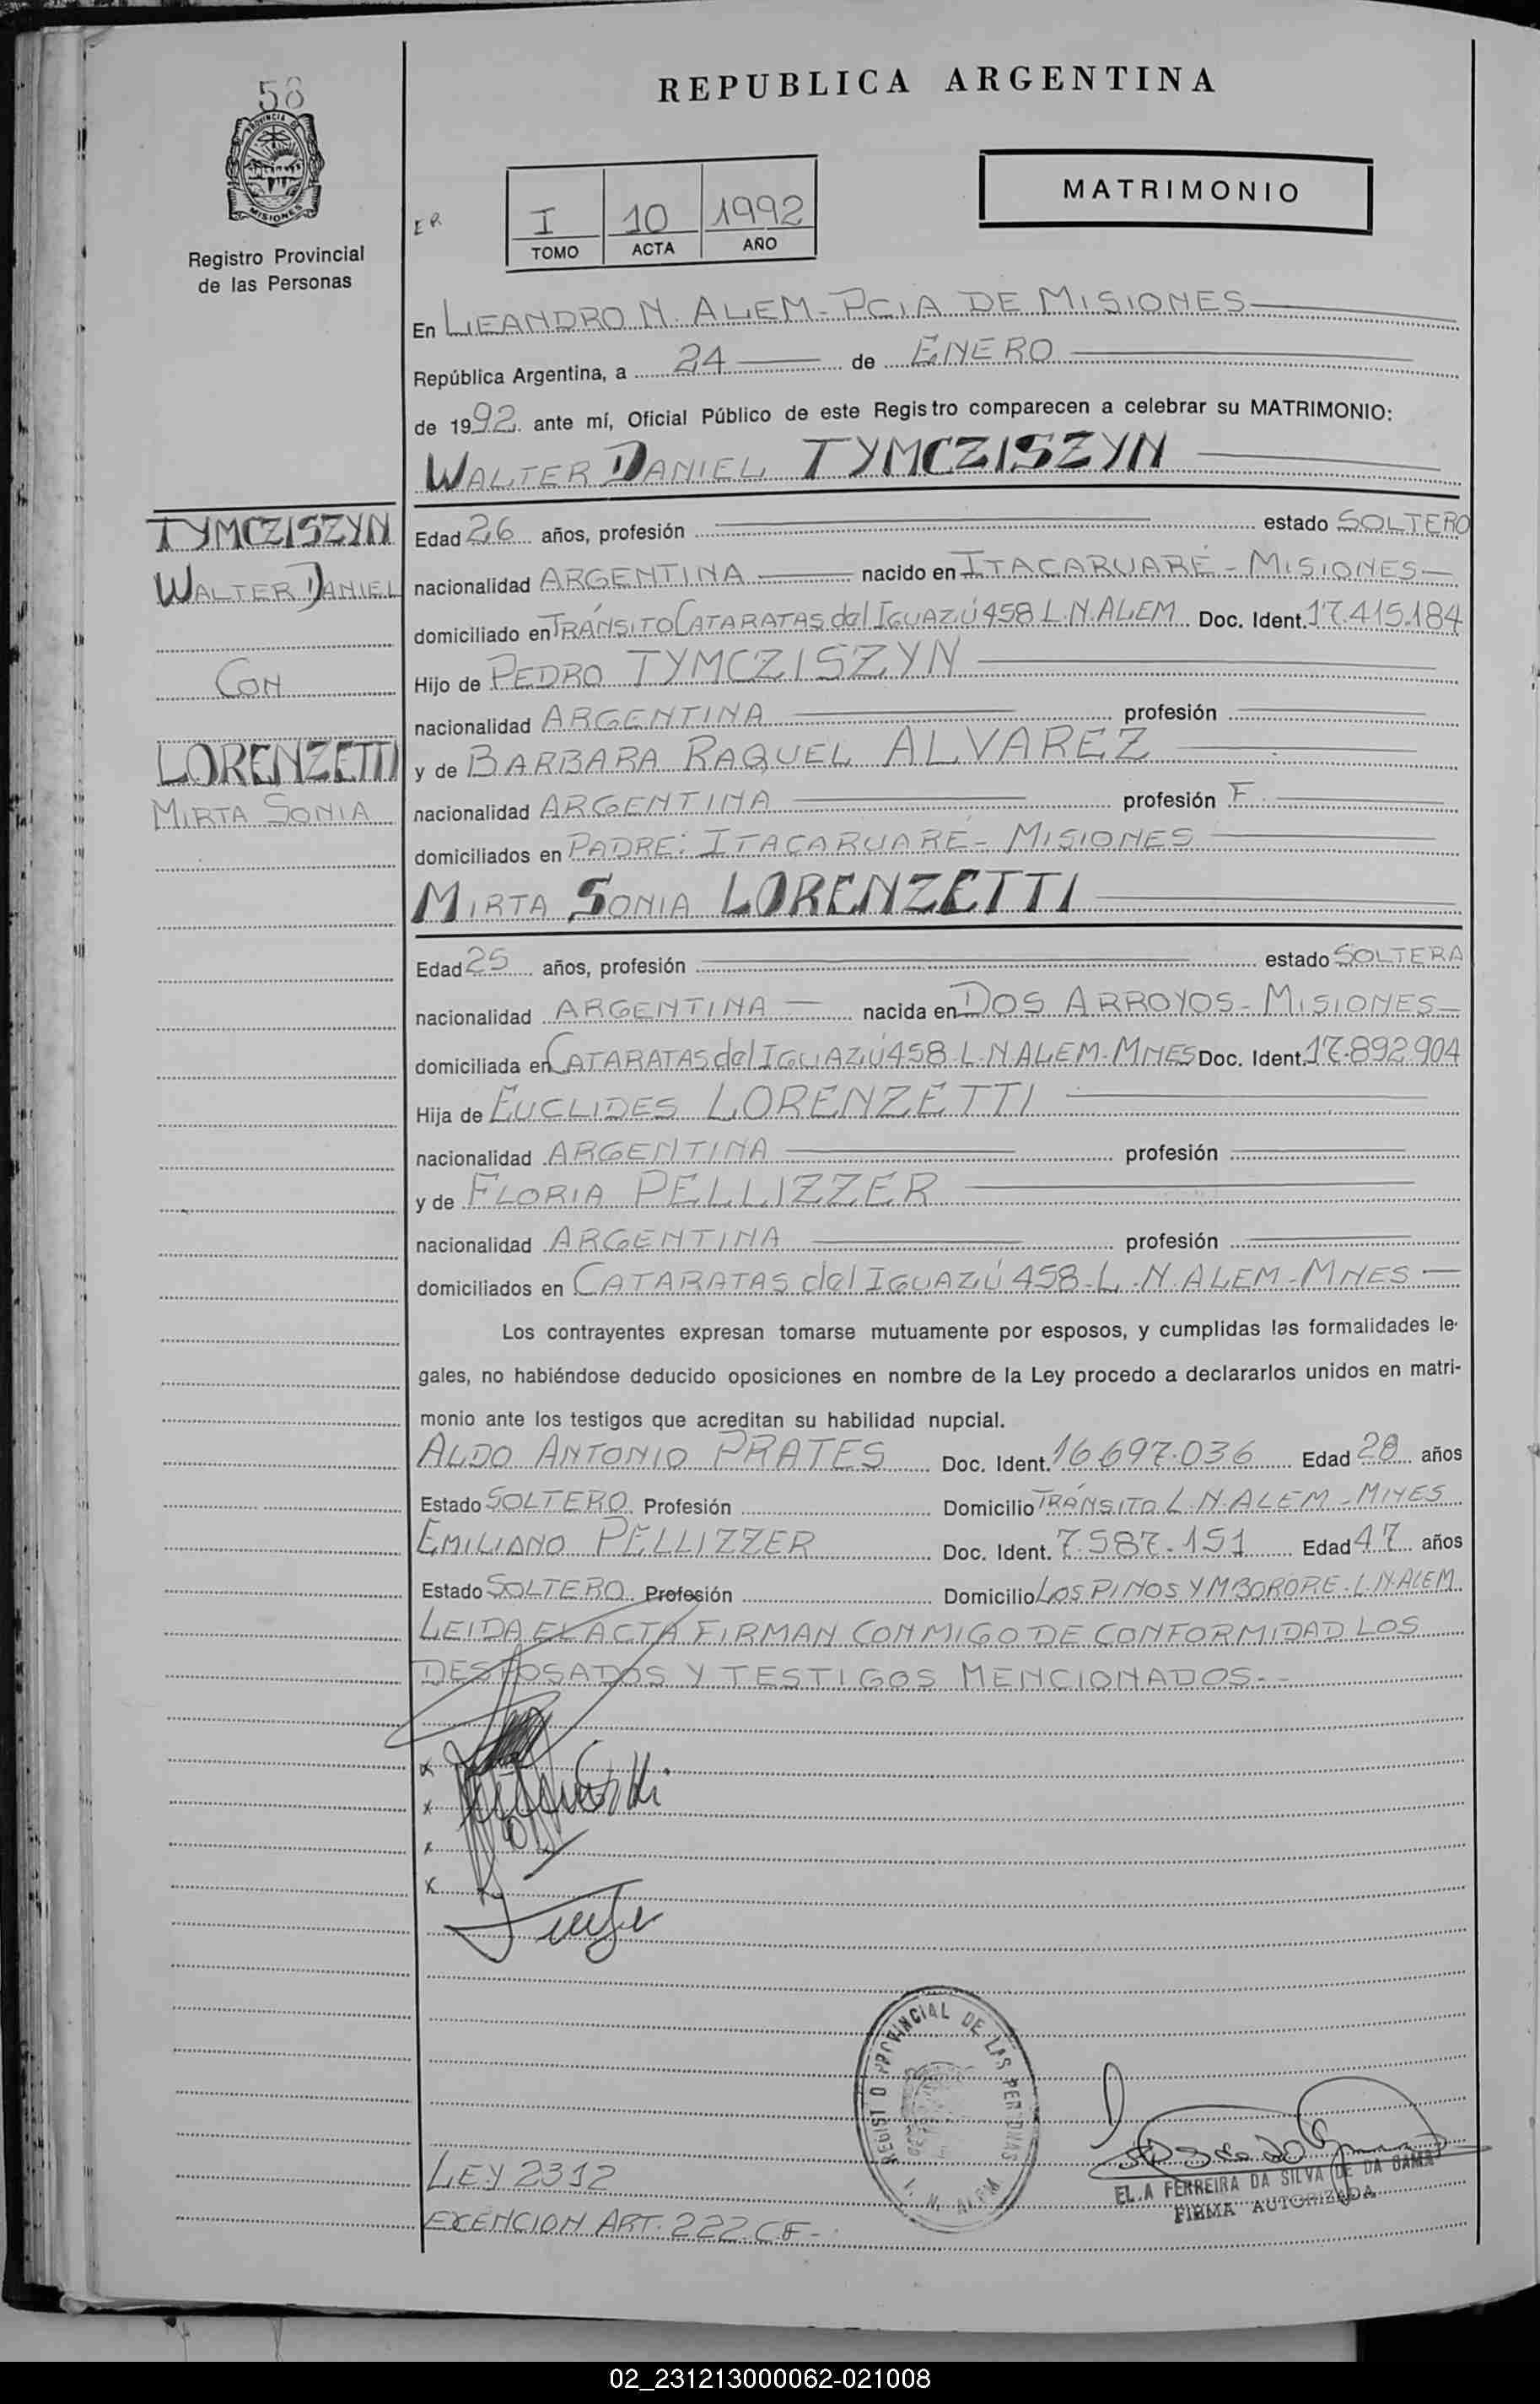 58
PROVINCIA DE
MISIONES
Registro Provincial
de las Personas
REPUBLICA ARGENTINA
MATRIMONIO
I 10 1992
TOMO ACTA AÑO
En LEANDRO N. ALEM - PCIA DE MISIONES
República Argentina, a 24 de ENERO
de 1992 ante mí, Oficial Público de este Registro comparecen a celebrar su MATRIMONIO:
WALTER DANIEL TYMCZISZYN
TYMCZISZYN
WALTER DANIEL
CON
LORENZETTI
MIRTA SONIA
Edad 26 años, profesión estado SOLTERO
nacionalidad ARGENTINA nacido en ITACARUARÉ - MISIONES
domiciliado en TRÁNSITO CATARATAS del IGUAZÚ 458 L.N.ALEM Doc. Ident. 17.415.184
Hijo de PEDRO TYMCZISZYN
nacionalidad ARGENTINA profesión
y de BARBARA RAQUEL ALVAREZ
nacionalidad ARGENTINA profesión F.
domiciliados en PADRE: ITACARUARÉ - MISIONES
MIRTA SONIA LORENZETTI
Edad 25 años, profesión estado SOLTERA
nacionalidad ARGENTINA nacida en DOS ARROYOS - MISIONES
domiciliada en CATARATAS del IGUAZÚ 458 - L.N.ALEM - MNES Doc. Ident. 17.892.904
Hija de EUCLIDES LORENZETTI
nacionalidad ARGENTINA profesión
y de FLORIA PELLIZZER
nacionalidad ARGENTINA profesión
domiciliados en CATARATAS del IGUAZÚ 458 - L.N.ALEM - MNES
Los contrayentes expresan tomarse mutuamente por esposos, y cumplidas las formalidades le-
gales, no habiéndose deducido oposiciones en nombre de la Ley procedo a declararlos unidos en matri-
monio ante los testigos que acreditan su habilidad nupcial.
ALDO ANTONIO PRATES Doc. Ident. 16.697.036 Edad 28 años
Estado SOLTERO Profesión Domicilio TRÁNSITO L.N.ALEM - MNES
EMILIANO PELLIZZER Doc. Ident. 7.587.151 Edad 47 años
Estado SOLTERO Profesión Domicilio LOS PINOS Y MBORORE - L.N.ALEM
LEIDA EL ACTA FIRMAN CONMIGO DE CONFORMIDAD LOS
DESPOSADOS Y TESTIGOS MENCIONADOS.-
REGISTRO PROVINCIAL DE LAS PERSONAS
L. N. ALEM
FERREIRA DA SILVA DE DA GAMA
FIRMA AUTORIZADA
LEY 2312
EXENCION ART. 222 C F -
02_231213000062-021008